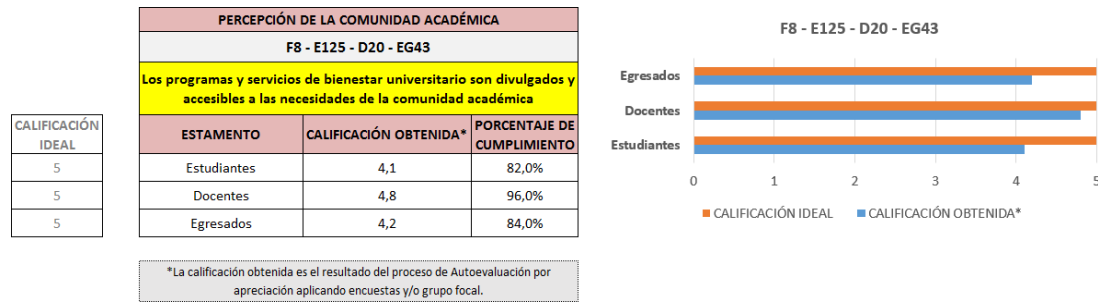 PERCEPCIÓN DE LA COMUNIDAD ACADÉMICA
F8 - E125 - D20 - EG43
Los programas y servicios de bienestar universitario son divulgados y
accesibles a las necesidades de la comunidad académica
CALIFICACIÓN
IDEAL
ESTAMENTO
CALIFICACIÓN OBTENIDA*
PORCENTAJE DE
CUMPLIMIENTO
5 Estudiantes 4,1 82,0%
5 Docentes 4,8 96,0%
5 Egresados 4,2 84,0%
*La calificación obtenida es el resultado del proceso de Autoevaluación por
apreciación aplicando encuestas y/o grupo focal.
F8 - E125 - D20 - EG43
Egresados
Docentes
Estudiantes
0 1 2 3 4 5
CALIFICACIÓN IDEAL CALIFICACIÓN OBTENIDA*